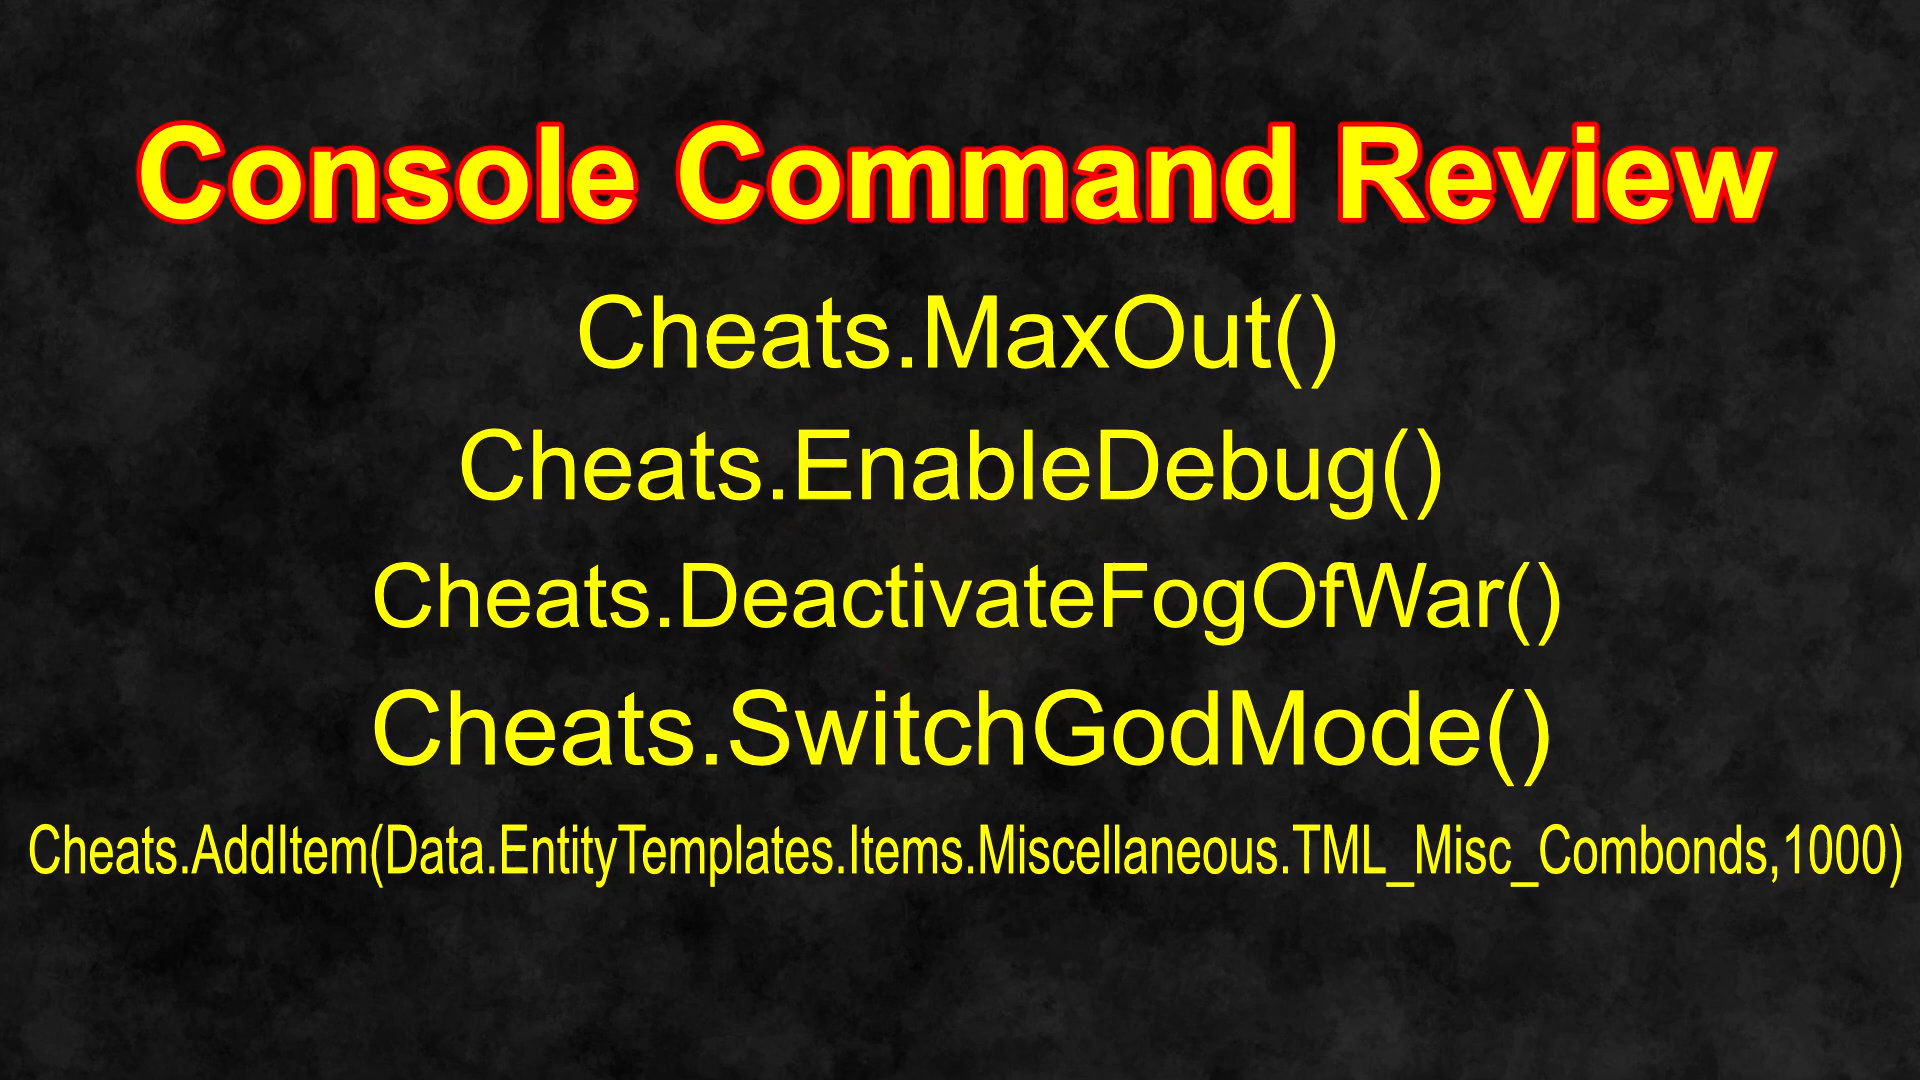 Console Command Review
Cheats.MaxOut()
Cheats.EnableDebug()
Cheats.DeactivateFogOfWar()
Cheats.SwitchGodMode()
Cheats.AddItem(Data.EntityTemplates.Items.Miscellaneous.TML_Misc_Combonds,1000)